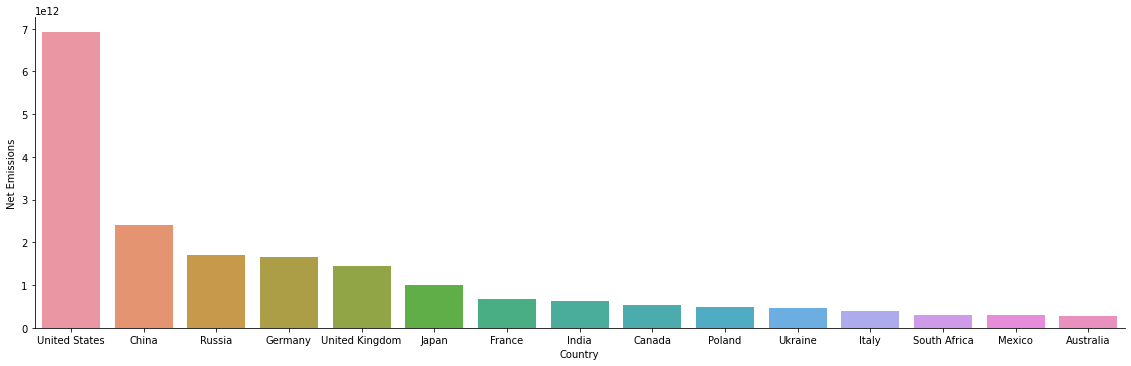 1e12
7
6
5
4
3
2
1
0
Net Emissions
United States China Russia Germany United Kingdom Japan France India Canada Poland Ukraine Italy South Africa Mexico Australia
Country